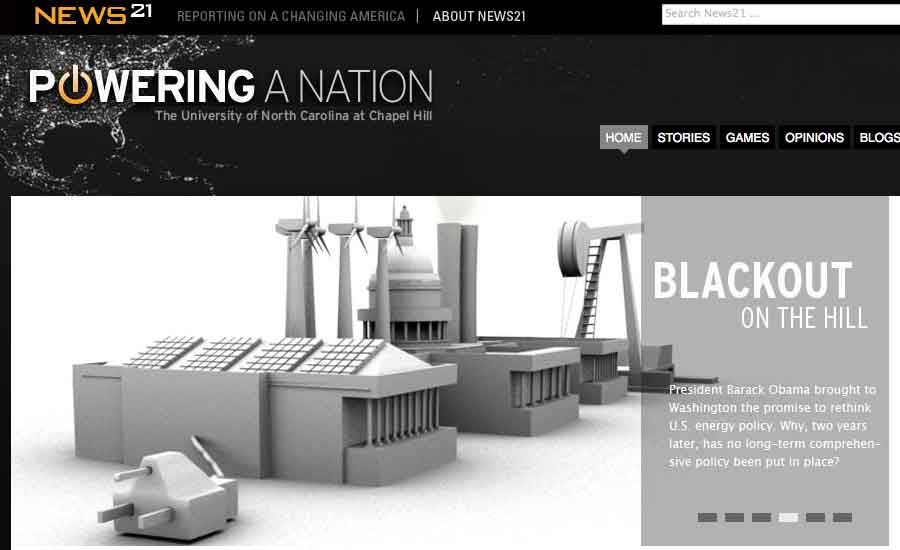 NEWS21 REPORTING ON A CHANGING AMERICA | ABOUT NEWS21
Search News21 ...
POWERING A NATION
The University of North Carolina at Chapel Hill
HOME STORIES GAMES OPINIONS BLOGS
BLACKOUT
ON THE HILL
President Barack Obama brought to
Washington the promise to rethink
U.S. energy policy. Why, two years
later, has no long-term comprehen-
sive policy been put in place?